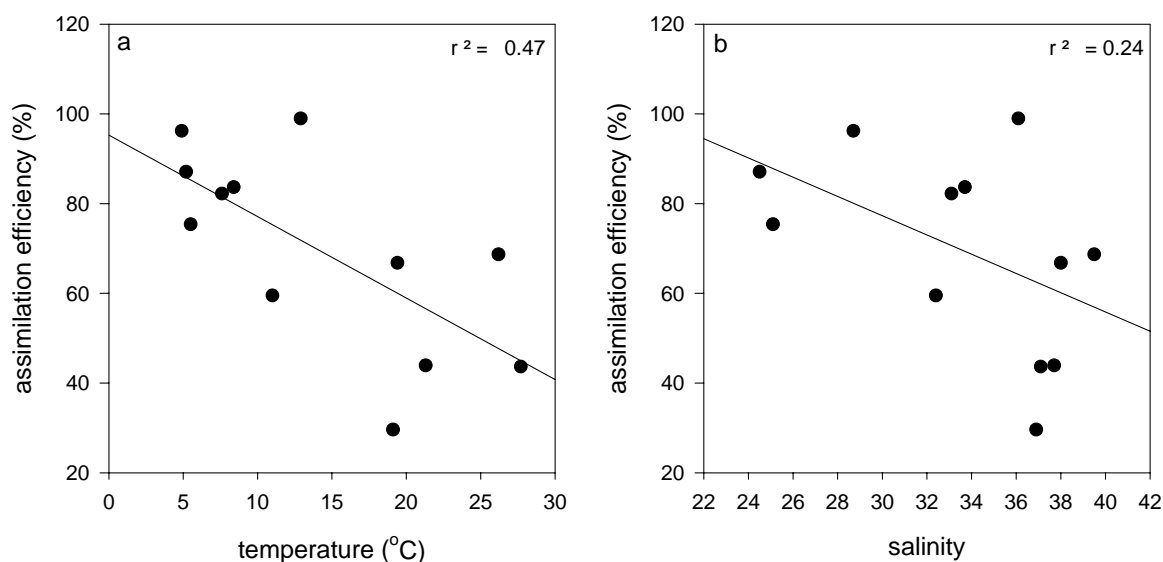 a
r ² = 0.47
assimilation efficiency (%)
120
100
80
60
40
20
0 5 10 15 20 25 30
temperature (°C)
b
r ² = 0.24
assimilation efficiency (%)
120
100
80
60
40
20
22 24 26 28 30 32 34 36 38 40 42
salinity